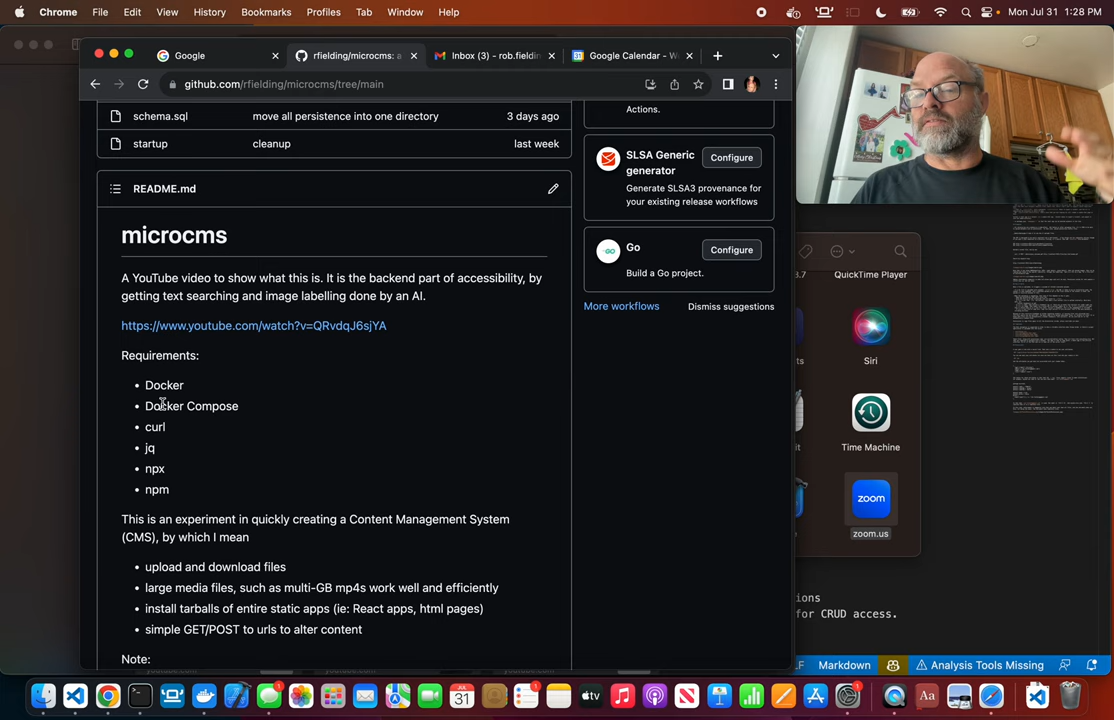 Chrome File Edit View History Bookmarks Profiles Tab Window Help Mon Jul 31 1:28 PM
Google
rfielding/microcms: a
Inbox (3) - rob.fieldin
Google Calendar - W
github.com/rfielding/microcms/tree/main
schema.sql move all persistence into one directory 3 days ago
startup cleanup last week
README.md
microcms
A YouTube video to show what this is. It is the backend part of accessibility, by
getting text searching and image labelling done by an AI.
https://www.youtube.com/watch?v=QRvdqJ6sjYA
Requirements:
• Docker
• Docker Compose
• curl
• jq
• npx
• npm
This is an experiment in quickly creating a Content Management System
(CMS), by which I mean
• upload and download files
• large media files, such as multi-GB mp4s work well and efficiently
• install tarballs of entire static apps (ie: React apps, html pages)
• simple GET/POST to urls to alter content
Note:
Actions.
SLSA Generic
generator
Configure
Generate SLSA3 provenance for
your existing release workflows
Go
Configure
Build a Go project.
More workflows Dismiss suggestions
3.7
QuickTime Player
ts
Siri
it
Time Machine
zoom
zoom.us
ions
for CRUD access.
LF Markdown Analysis Tools Missing
JUL
31
tv
Aa